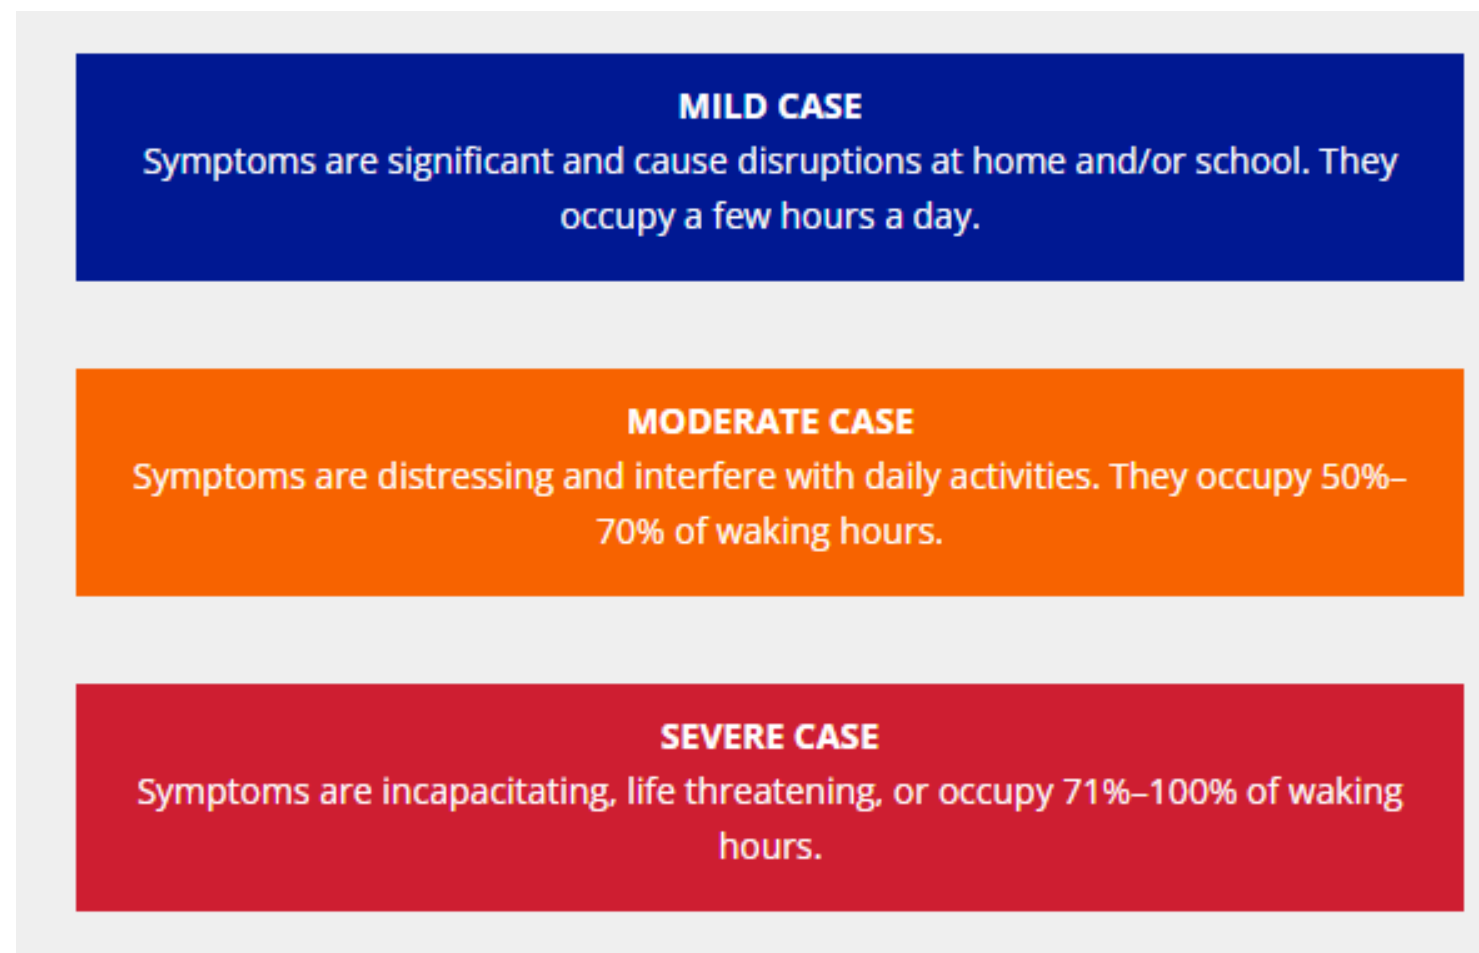 MILD CASE
Symptoms are significant and cause disruptions at home and/or school. They
occupy a few hours a day.
MODERATE CASE
Symptoms are distressing and interfere with daily activities. They occupy 50%–
70% of waking hours.
SEVERE CASE
Symptoms are incapacitating, life threatening, or occupy 71%–100% of waking
hours.